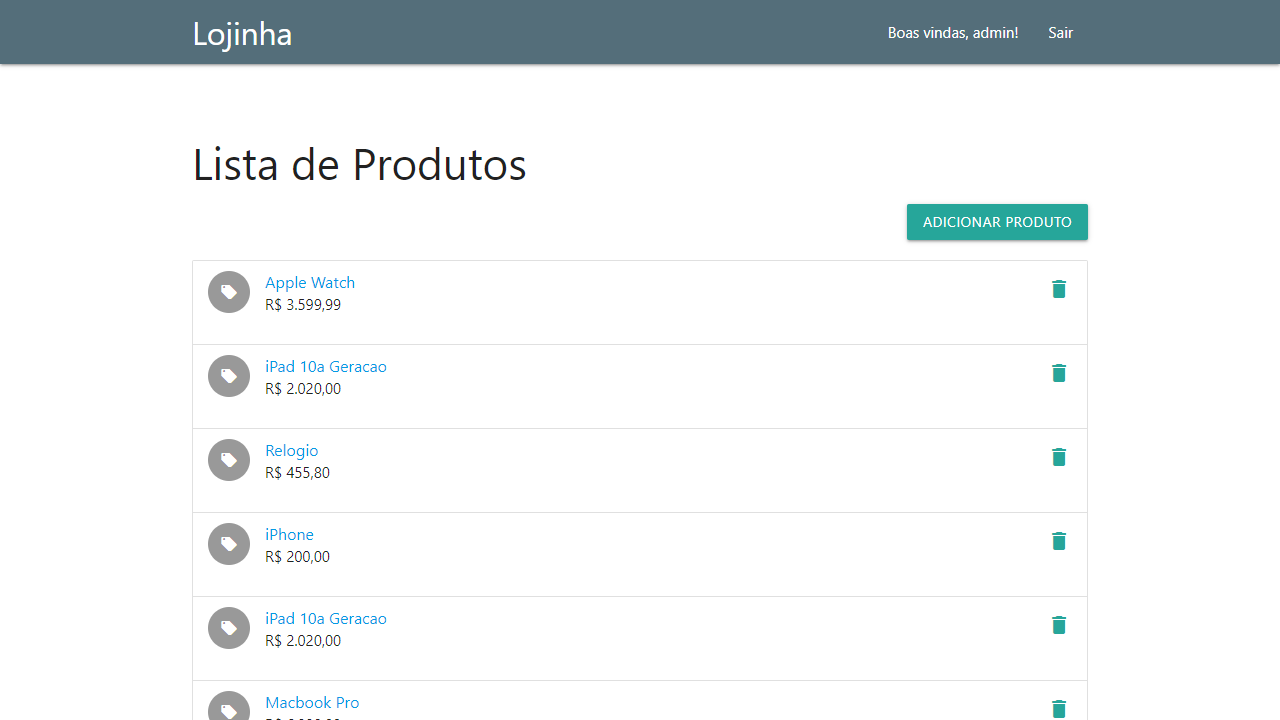 Lojinha
Boas vindas, admin!
Sair
Lista de Produtos
ADICIONAR PRODUTO
Apple Watch
R$ 3.599,99
iPad 10a Geracao
R$ 2.020,00
Relogio
R$ 455,80
iPhone
R$ 200,00
iPad 10a Geracao
R$ 2.020,00
Macbook Pro